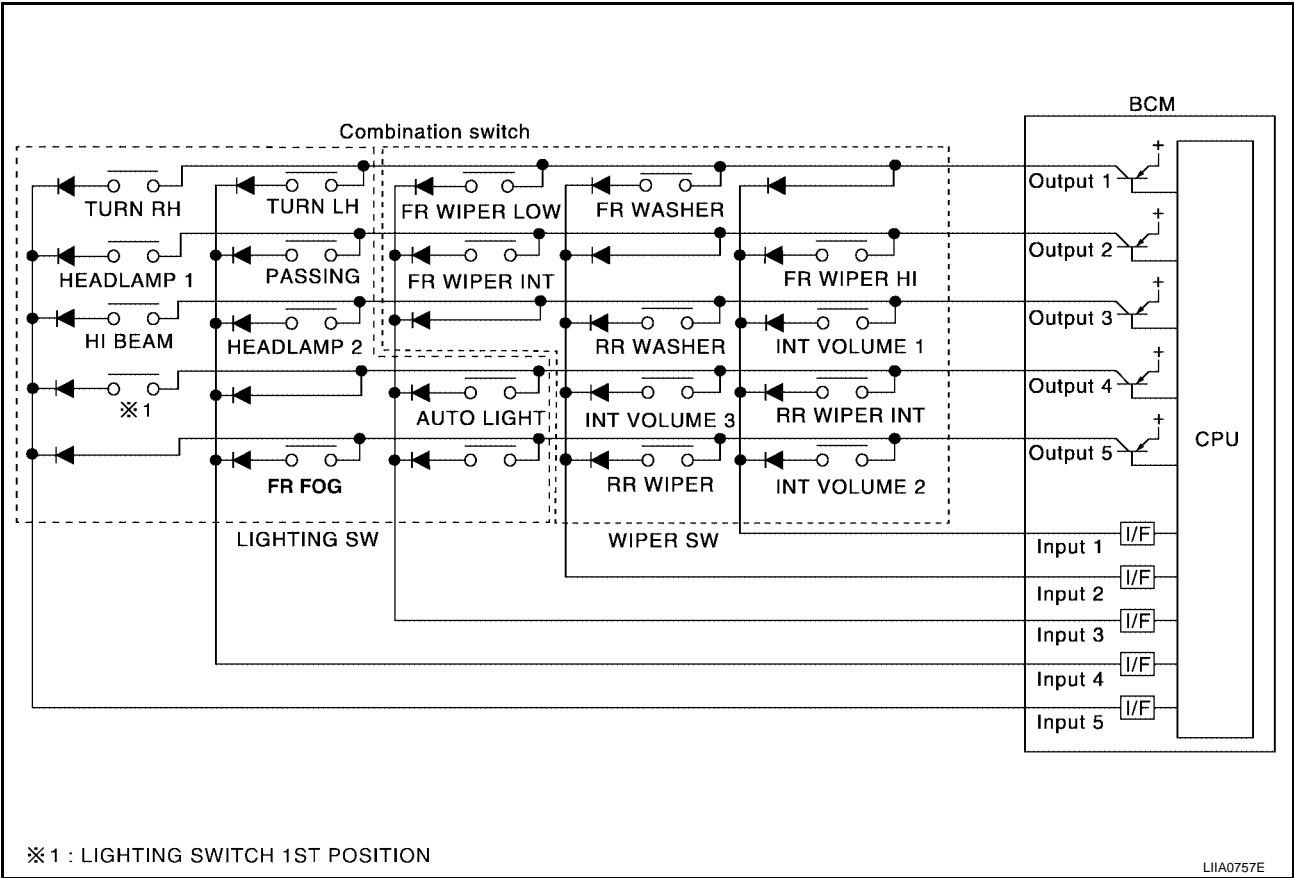 BCM
Combination switch
+
Output 1
TURN RH
TURN LH
FR WIPER LOW
FR WASHER
+
Output 2
HEADLAMP 1
PASSING
FR WIPER INT
FR WIPER HI
+
Output 3
HI BEAM
HEADLAMP 2
RR WASHER
INT VOLUME 1
+
Output 4
※1
AUTO LIGHT
INT VOLUME 3
RR WIPER INT
+
Output 5
CPU
FR FOG
RR WIPER
INT VOLUME 2
LIGHTING SW
WIPER SW
Input 1
I/F
Input 2
I/F
Input 3
I/F
Input 4
I/F
Input 5
I/F
※1 : LIGHTING SWITCH 1ST POSITION
LIIA0757E